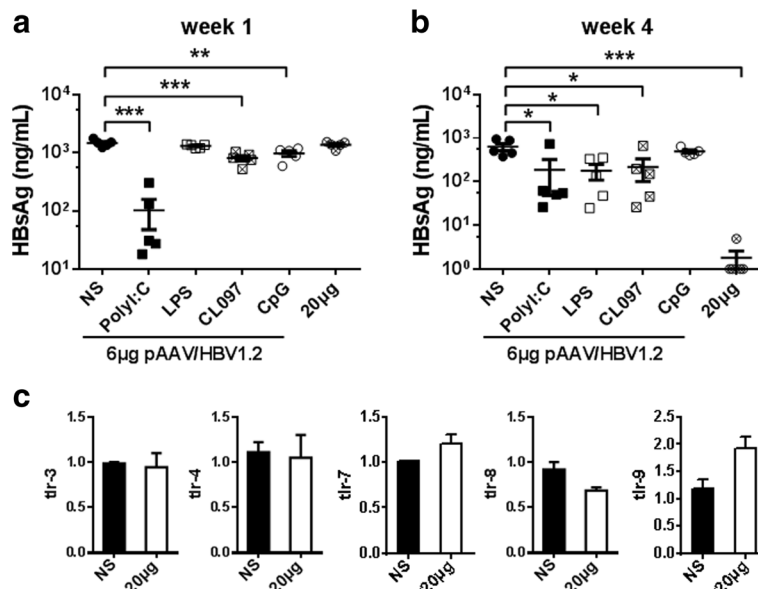 a
week 1
**
***
***
HBsAg (ng/mL)
10⁴
10³
10²
10¹
NS
PolyI:C
LPS
CL097
CpG
20µg
6µg pAAV/HBV1.2
b
week 4
***
*
*
*
HBsAg (ng/mL)
10⁴
10³
10²
10¹
10⁰
NS
PolyI:C
LPS
CL097
CpG
20µg
6µg pAAV/HBV1.2
c
tlr-3
1.5
1.0
0.5
0.0
NS
20µg
tlr-4
1.5
1.0
0.5
0.0
NS
20µg
tlr-7
1.5
1.0
0.5
0.0
NS
20µg
tlr-8
1.5
1.0
0.5
0.0
NS
20µg
tlr-9
2.5
2.0
1.5
1.0
0.5
0.0
NS
20µg